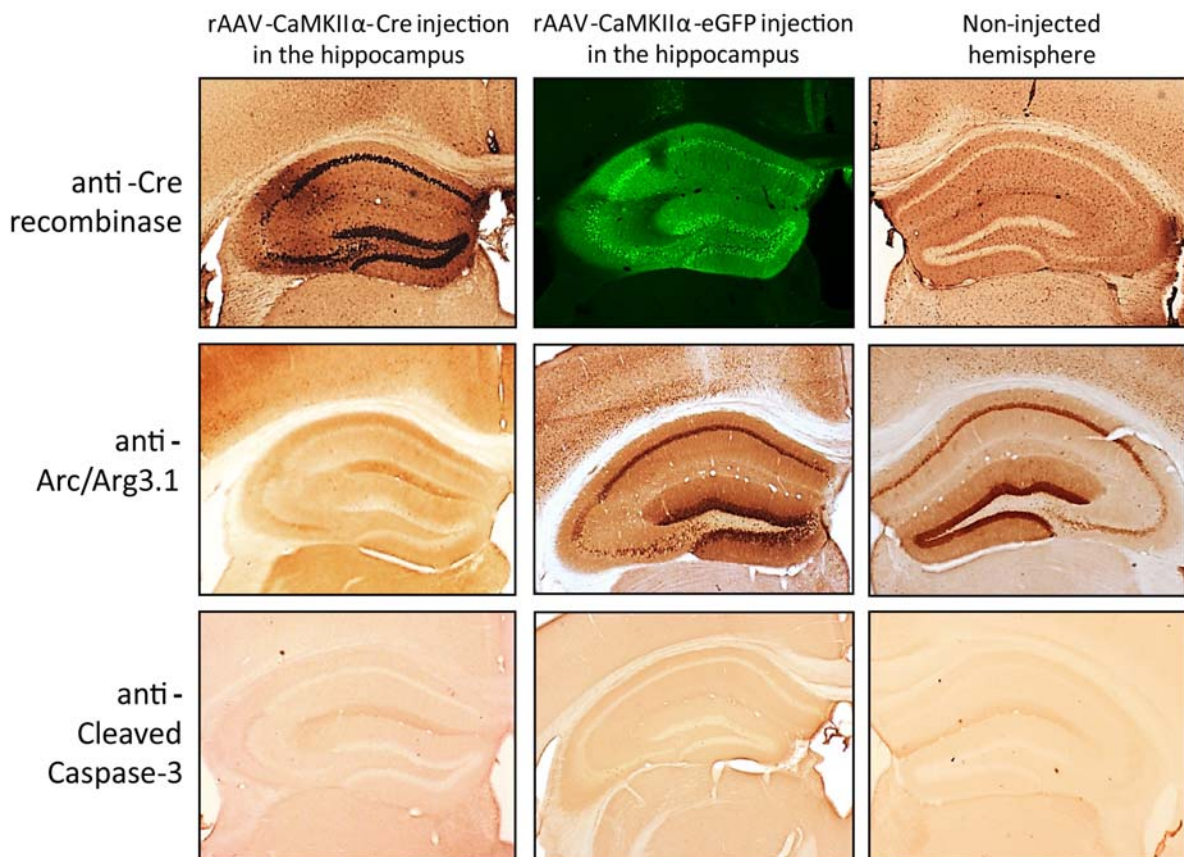 rAAV-CaMKIIα-Cre injection
in the hippocampus
rAAV-CaMKIIα-eGFP injection
in the hippocampus
Non-injected
hemisphere
anti-Cre
recombinase
anti-
Arc/Arg3.1
anti-
Cleaved
Caspase-3